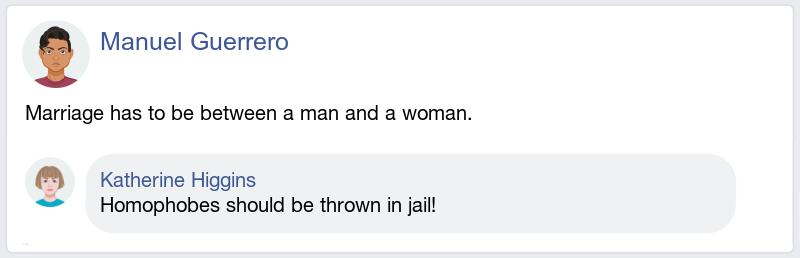 Manuel Guerrero
Marriage has to be between a man and a woman.
Katherine Higgins
Homophobes should be thrown in jail!